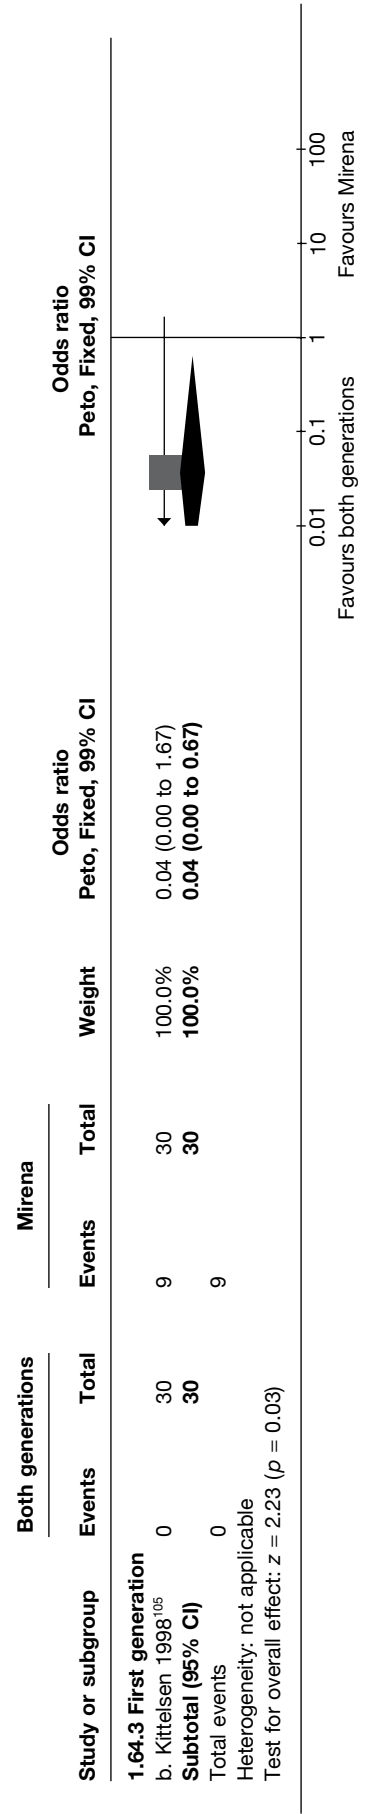 Both generations Mirena Odds ratio Odds ratio
Study or subgroup Events Total Events Total Weight Peto, Fixed, 99% CI Peto, Fixed, 99% CI
1.64.3 First generation
b. Kittelsen 1998105 0 30 9 30 100.0% 0.04 (0.00 to 1.67)
Subtotal (95% CI) 30 30 100.0% 0.04 (0.00 to 0.67)
Total events 0 9
Heterogeneity: not applicable
Test for overall effect: z = 2.23 (p = 0.03)
0.01 0.1 1 10 100
Favours both generations Favours Mirena